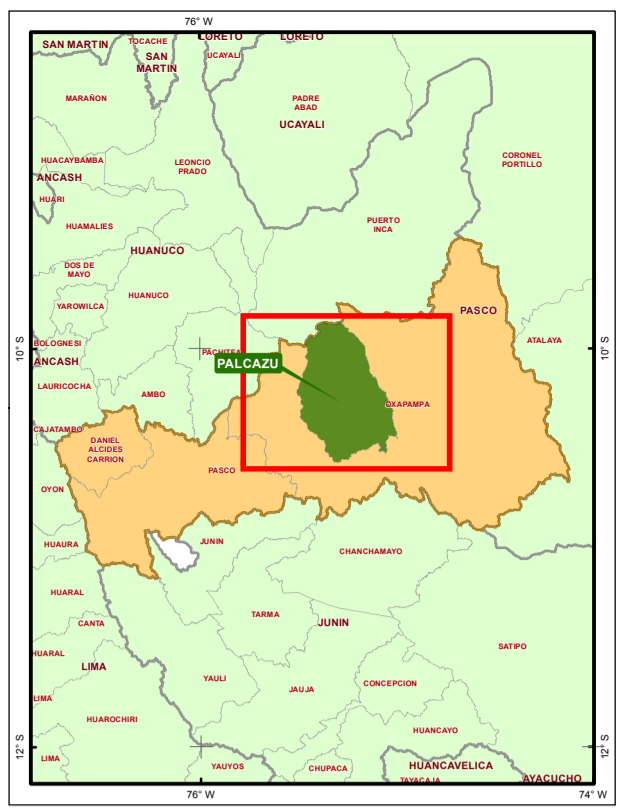 76° W
SAN MARTIN
TOCACHE
LORETO
LORETO
SAN
MARTIN
UCAYALI
MARAÑON
PADRE
ABAD
UCAYALI
CORONEL
PORTILLO
HUACAYBAMBA
LEONCIO
PRADO
ANCASH
HUARI
HUAMALIES
PUERTO
INCA
HUANUCO
DOS DE
MAYO
HUANUCO
YAROWILCA
PASCO
10° S
BOLOGNESI
PACHITEA
ATALAYA
10° S
ANCASH
PALCAZU
LAURICOCHA
AMBO
OXAPAMPA
CAJATAMBO
DANIEL
ALCIDES
CARRION
PASCO
OYON
HUAURA
JUNIN
CHANCHAMAYO
HUARAL
CANTA
TARMA
JUNIN
HUARAL
SATIPO
LIMA
YAULI
JAUJA
CONCEPCION
LIMA
HUAROCHIRI
HUANCAYO
12° S
12° S
LIMA
YAUYOS
CHUPACA
HUANCAVELICA
TAYACAJA
AYACUCHO
76° W
74° W